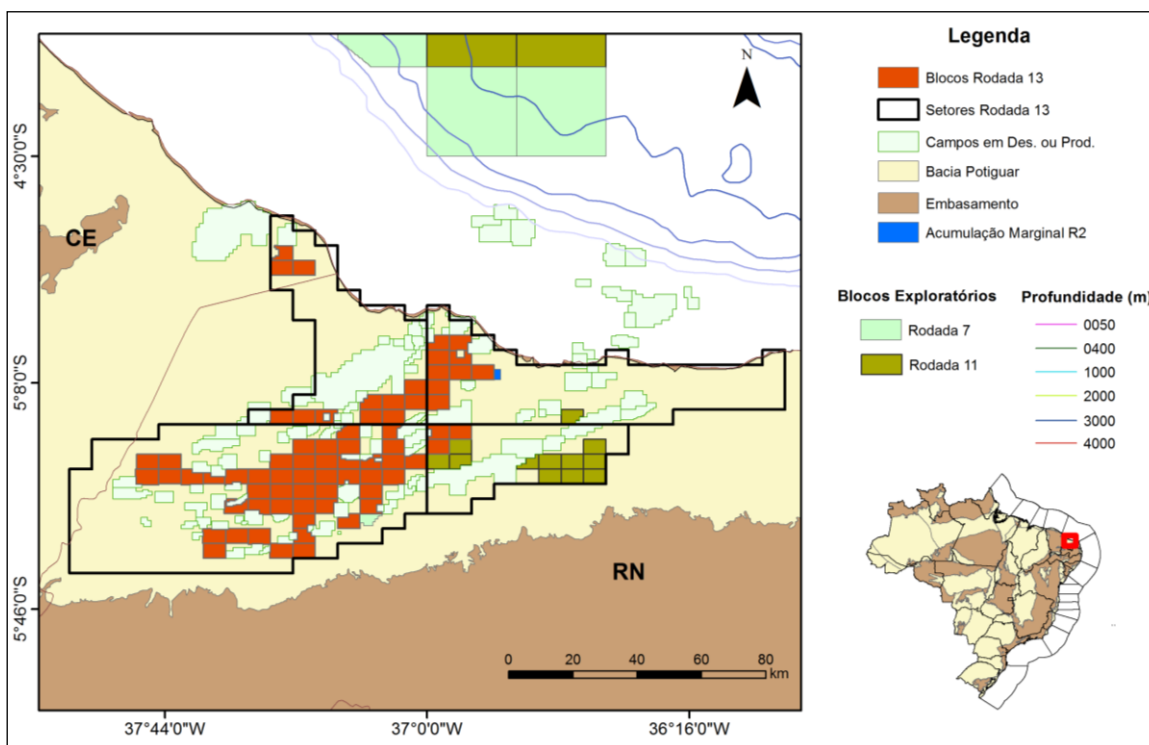 CE
RN
N
4°30'0"S
5°8'0"S
5°46'0"S
37°44'0"W
37°0'0"W
36°16'0"W
0 20 40 60 80
km
Legenda
Blocos Rodada 13
Setores Rodada 13
Campos em Des. ou Prod.
Bacia Potiguar
Embasamento
Acumulação Marginal R2
Blocos Exploratórios
Rodada 7
Rodada 11
Profundidade (m)
0050
0400
1000
2000
3000
4000